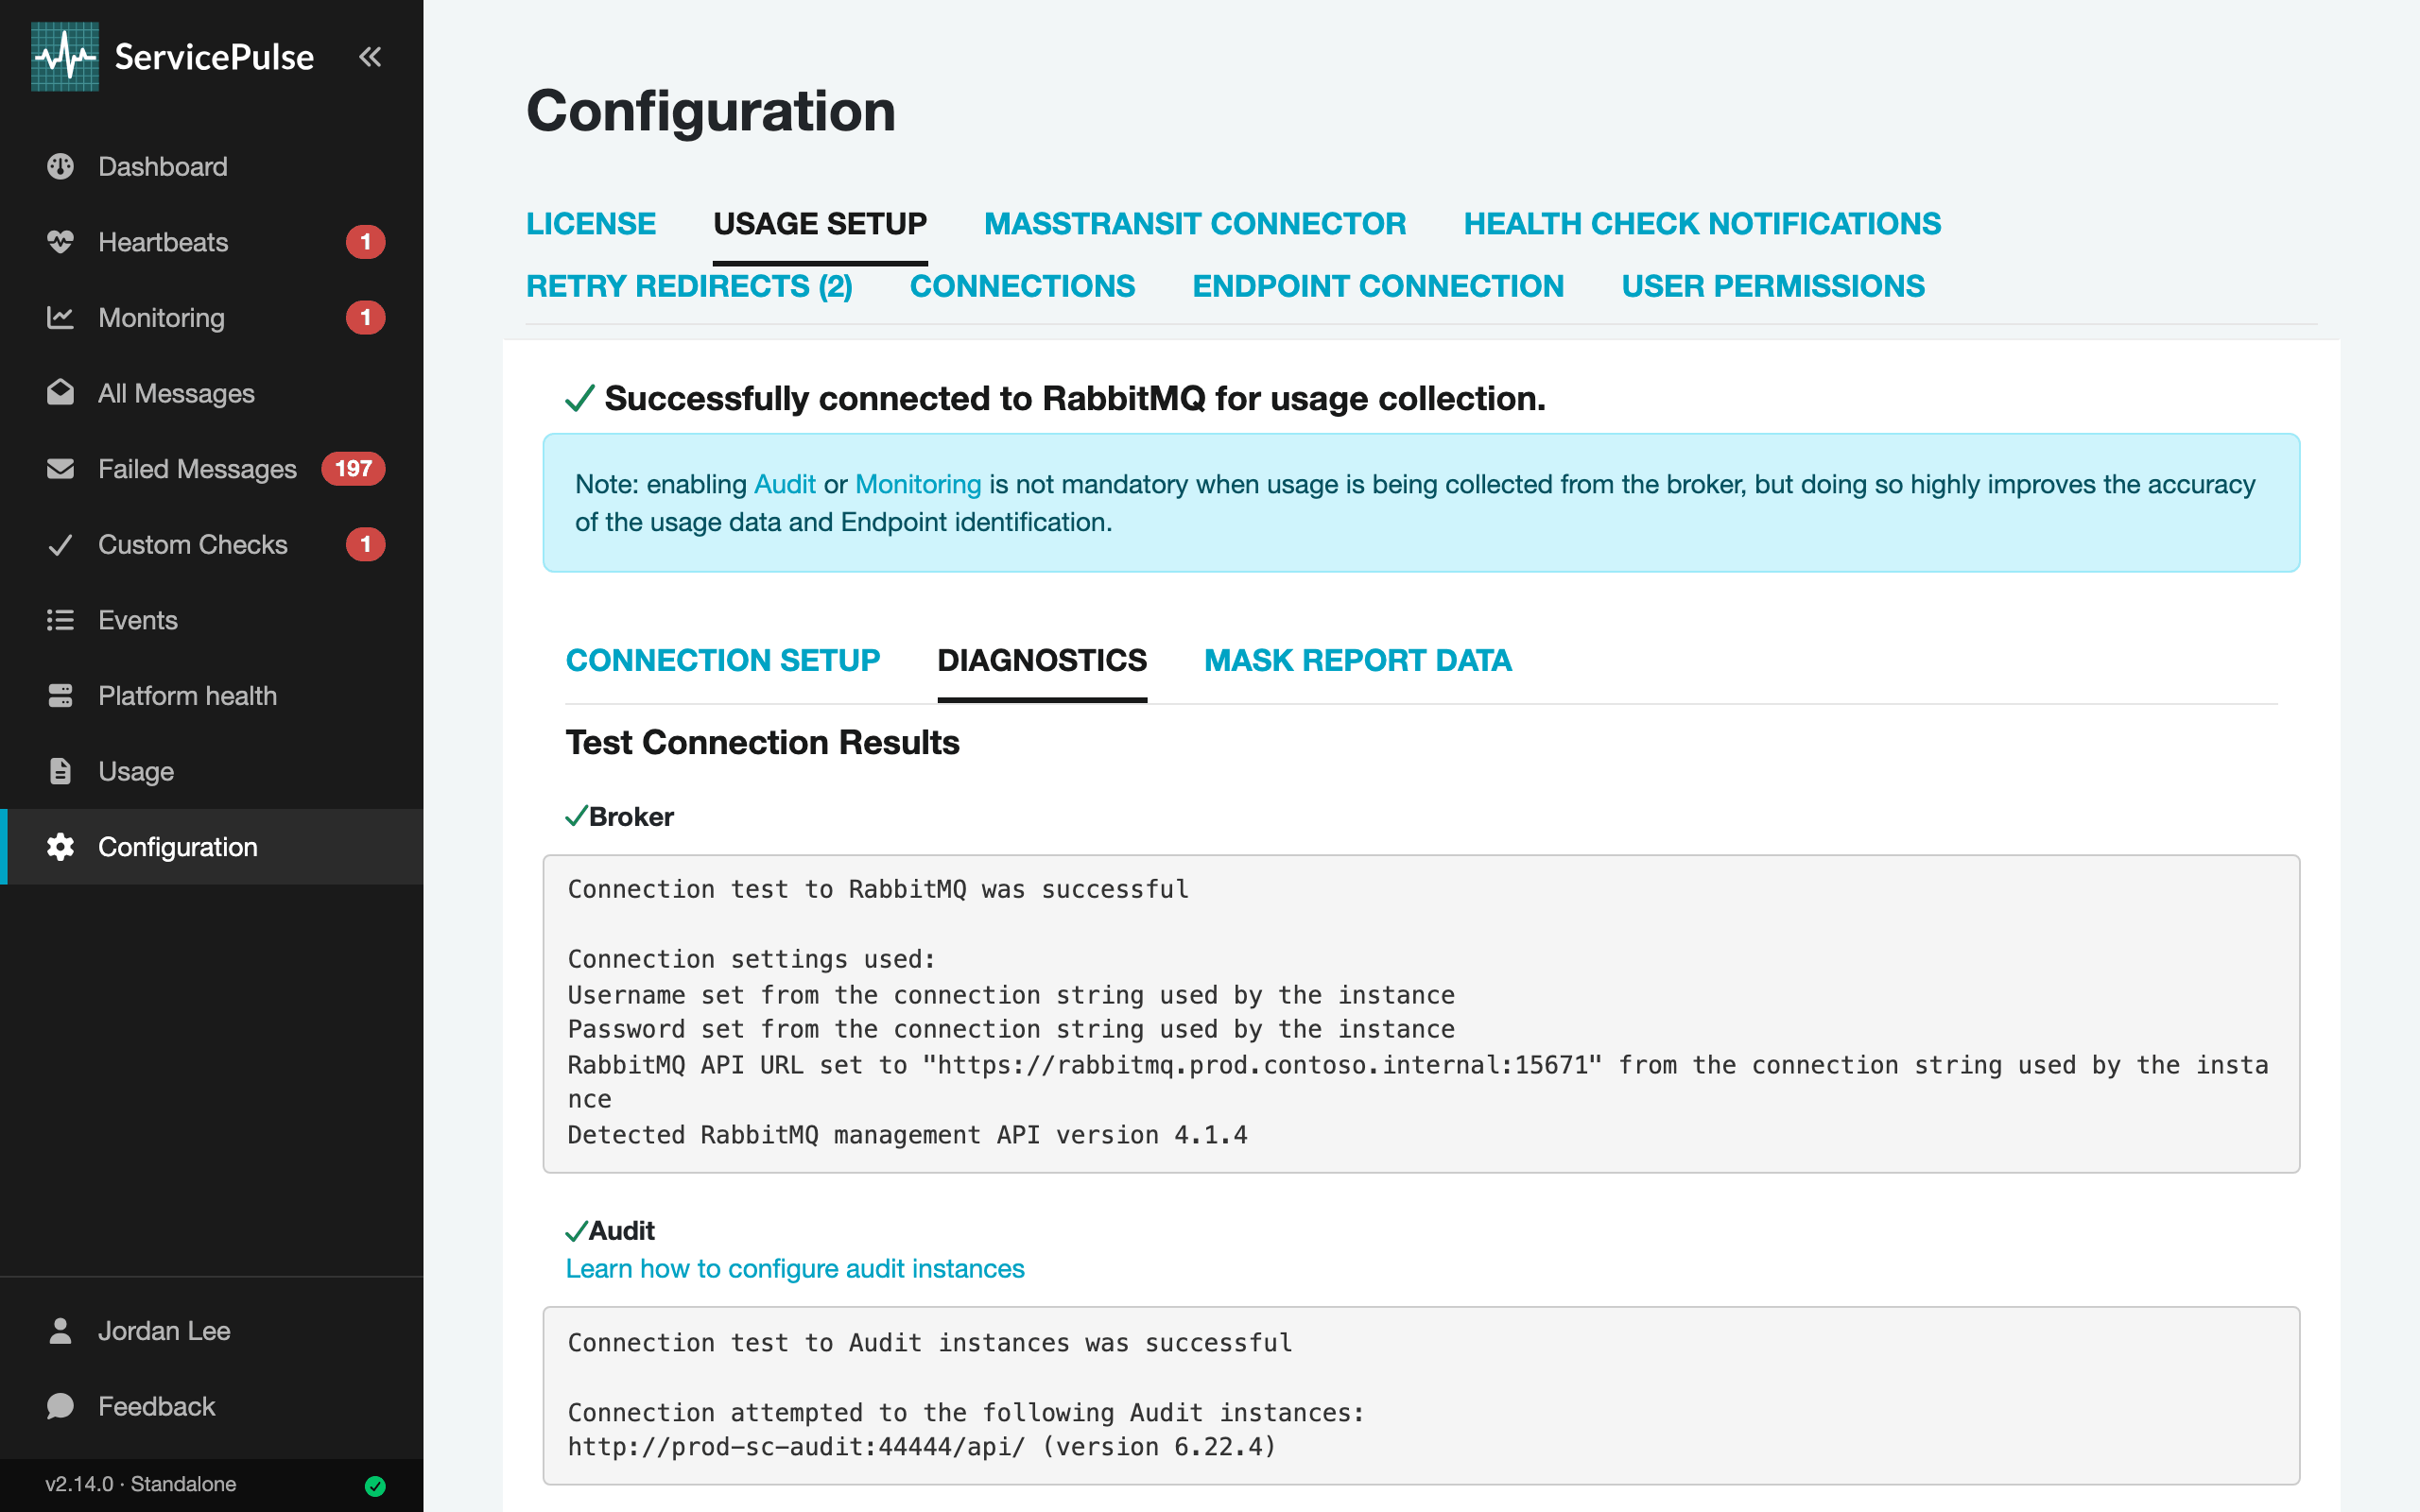 ServicePulse
Dashboard
Heartbeats 1
Monitoring 1
All Messages
Failed Messages 197
Custom Checks 1
Events
Platform health
Usage
Configuration
Jordan Lee
Feedback
v2.14.0 · Standalone
Configuration
LICENSE USAGE SETUP MASSTRANSIT CONNECTOR HEALTH CHECK NOTIFICATIONS
RETRY REDIRECTS (2) CONNECTIONS ENDPOINT CONNECTION USER PERMISSIONS
Successfully connected to RabbitMQ for usage collection.
Note: enabling Audit or Monitoring is not mandatory when usage is being collected from the broker, but doing so highly improves the accuracy
of the usage data and Endpoint identification.
CONNECTION SETUP DIAGNOSTICS MASK REPORT DATA
Test Connection Results
Broker
Connection test to RabbitMQ was successful
Connection settings used:
Username set from the connection string used by the instance
Password set from the connection string used by the instance
RabbitMQ API URL set to "https://rabbitmq.prod.contoso.internal:15671" from the connection string used by the insta
nce
Detected RabbitMQ management API version 4.1.4
Audit
Learn how to configure audit instances
Connection test to Audit instances was successful
Connection attempted to the following Audit instances:
http://prod-sc-audit:44444/api/ (version 6.22.4)